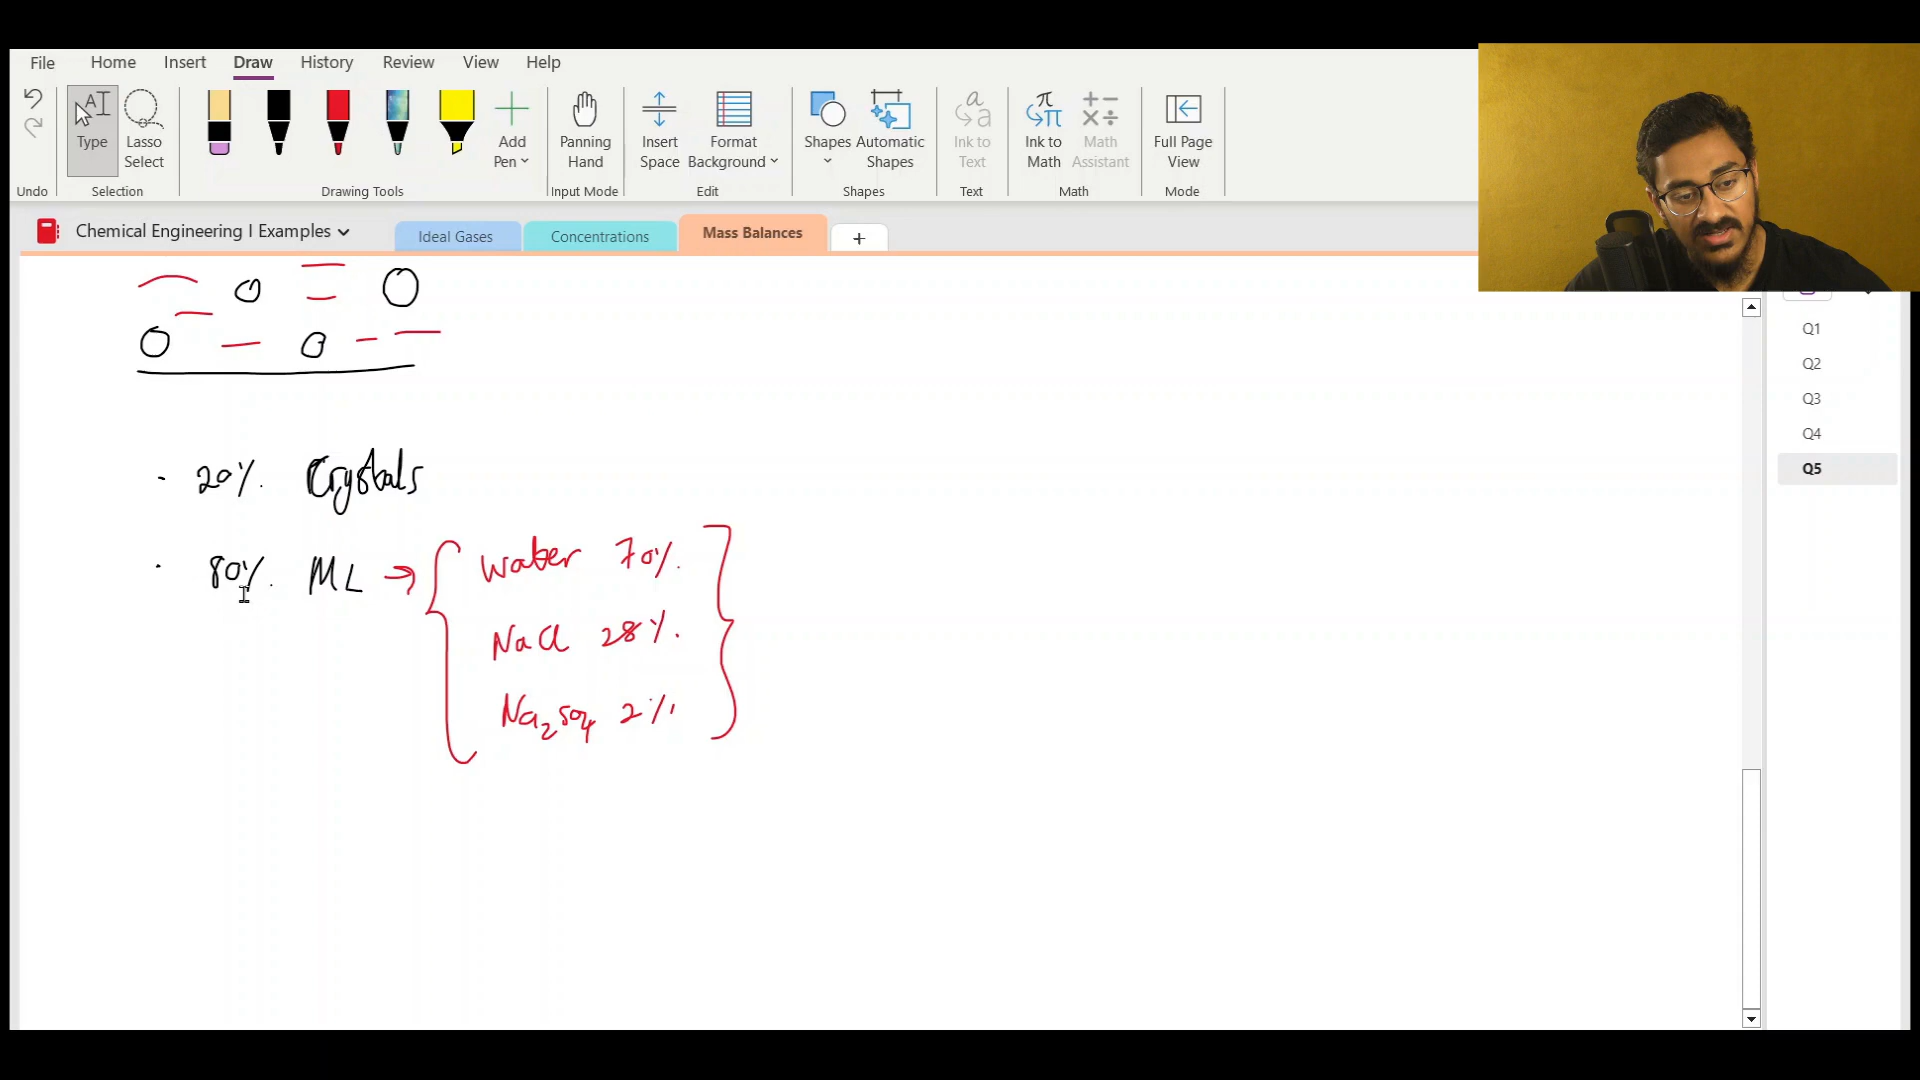 File Home Insert Draw History Review View Help
Type
Lasso Select
Add Pen
Panning Hand
Insert Space
Format Background
Shapes
Automatic Shapes
Ink to Text
Ink to Math
Math Assistant
Full Page View
Undo Selection Drawing Tools Input Mode Edit Shapes Text Math Mode
Chemical Engineering I Examples Ideal Gases Concentrations Mass Balances +
Q1
Q2
Q3
Q4
Q5
· 20%. Crystals
· 80%. ML → { water 70%.
NaCl 28%.
Na2SO4 2% }